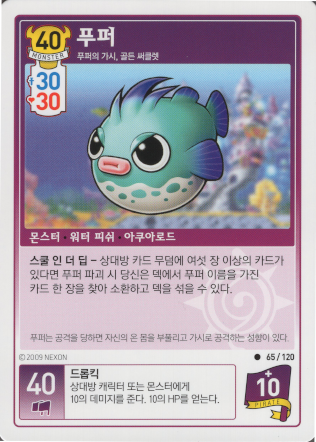 40
MONSTER
푸퍼
푸퍼의 가시, 골든 써클렛
30
30
몬스터 · 워터 피쉬 · 아쿠아로드
스쿨 인 더 딥 – 상대방 카드 무덤에 여섯 장 이상의 카드가
있다면 푸퍼 파괴 시 당신은 덱에서 푸퍼 이름을 가진
카드 한 장을 찾아 소환하고 덱을 섞을 수 있다.
푸퍼는 공격을 당하면 자신의 온 몸을 부풀리고 가시로 공격하는 성향이 있다.
©2009 NEXON
● 65 / 120
40
드롭킥
상대방 캐릭터 또는 몬스터에게
10의 데미지를 준다. 10의 HP를 얻는다.
+
10
PIRATE